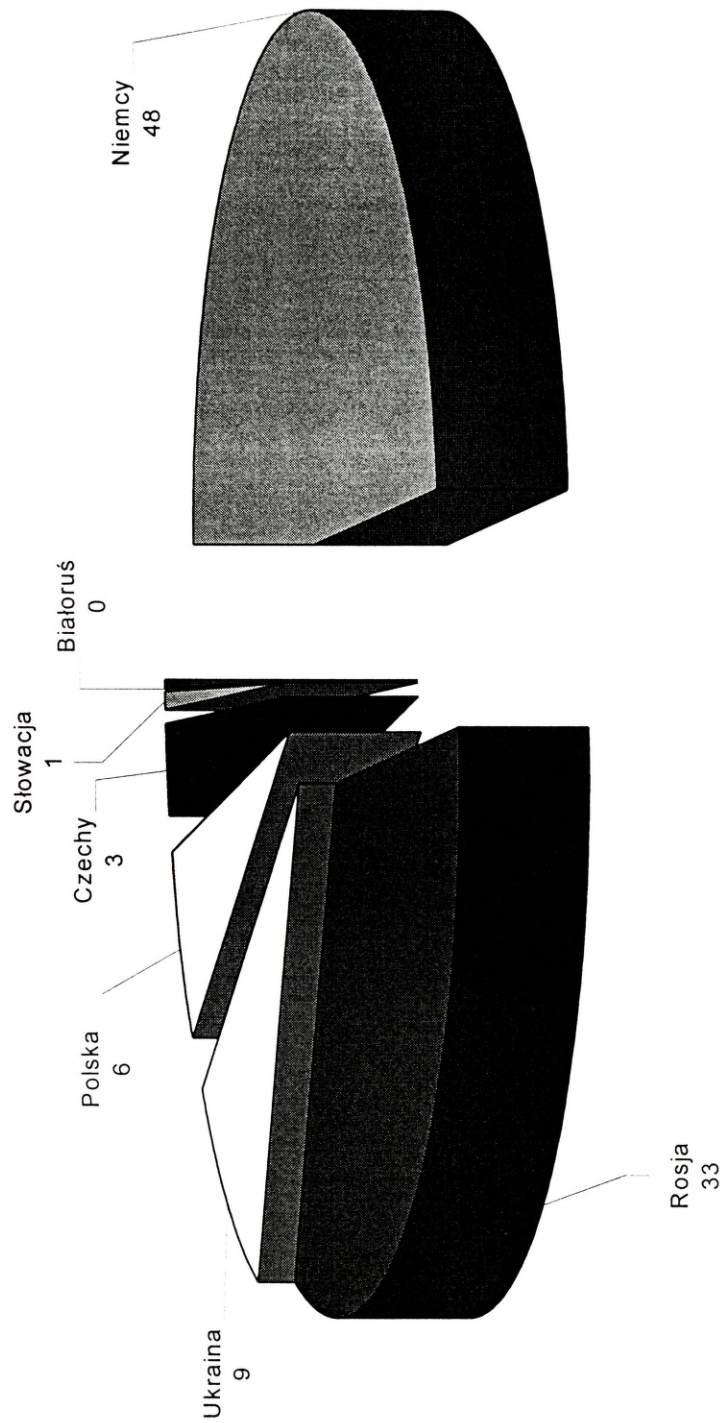 Niemcy
48
Białoruś
0
Słowacja
1
Czechy
3
Polska
6
Ukraina
9
Rosja
33